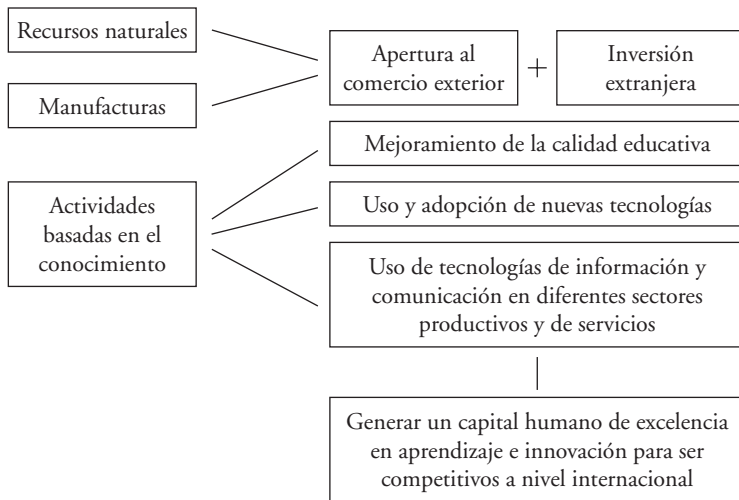 Recursos naturales
Manufacturas
Apertura al
comercio exterior
+
Inversión
extranjera
Actividades
basadas en el
conocimiento
Mejoramiento de la calidad educativa
Uso y adopción de nuevas tecnologías
Uso de tecnologías de información y
comunicación en diferentes sectores
productivos y de servicios
Generar un capital humano de excelencia
en aprendizaje e innovación para ser
competitivos a nivel internacional